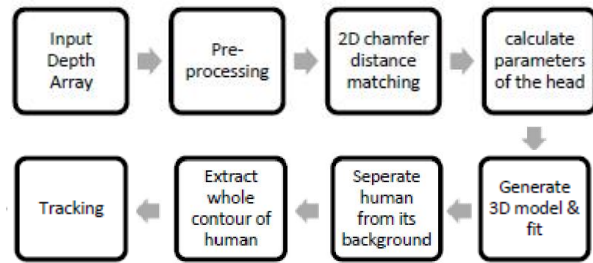 Input
Depth
Array
Pre-
processing
2D chamfer
distance
matching
calculate
parameters
of the head
Generate
3D model &
fit
Seperate
human
from its
background
Extract
whole
contour of
human
Tracking